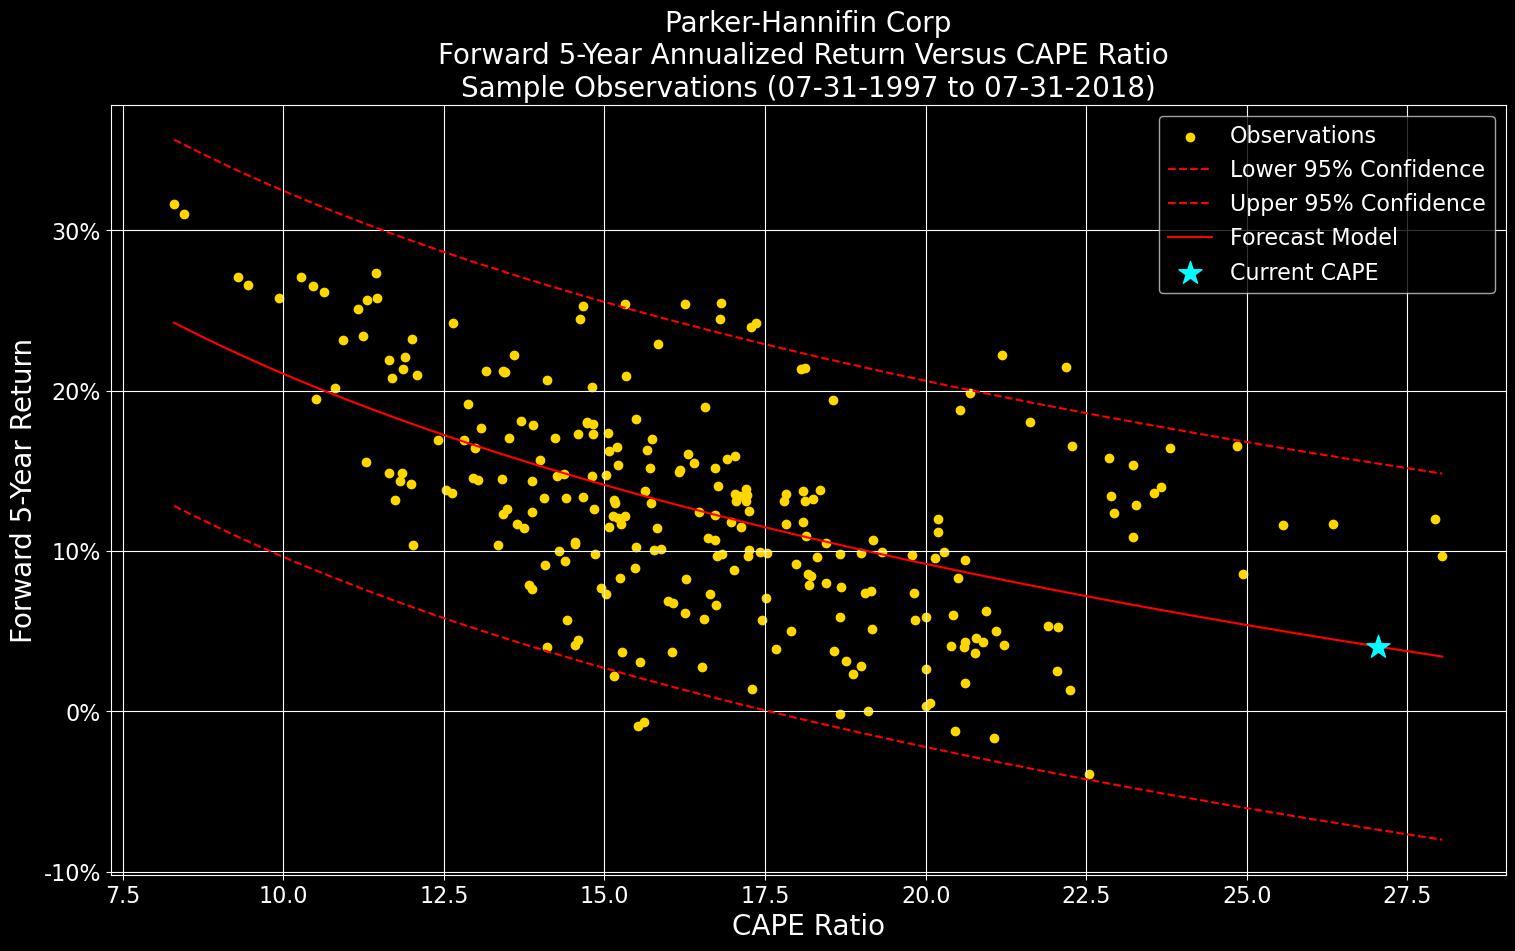 Parker-Hannifin Corp
Forward 5-Year Annualized Return Versus CAPE Ratio
Sample Observations (07-31-1997 to 07-31-2018)
Observations
Lower 95% Confidence
Upper 95% Confidence
Forecast Model
Current CAPE
Forward 5-Year Return
30%
20%
10%
0%
-10%
7.5 10.0 12.5 15.0 17.5 20.0 22.5 25.0 27.5
CAPE Ratio